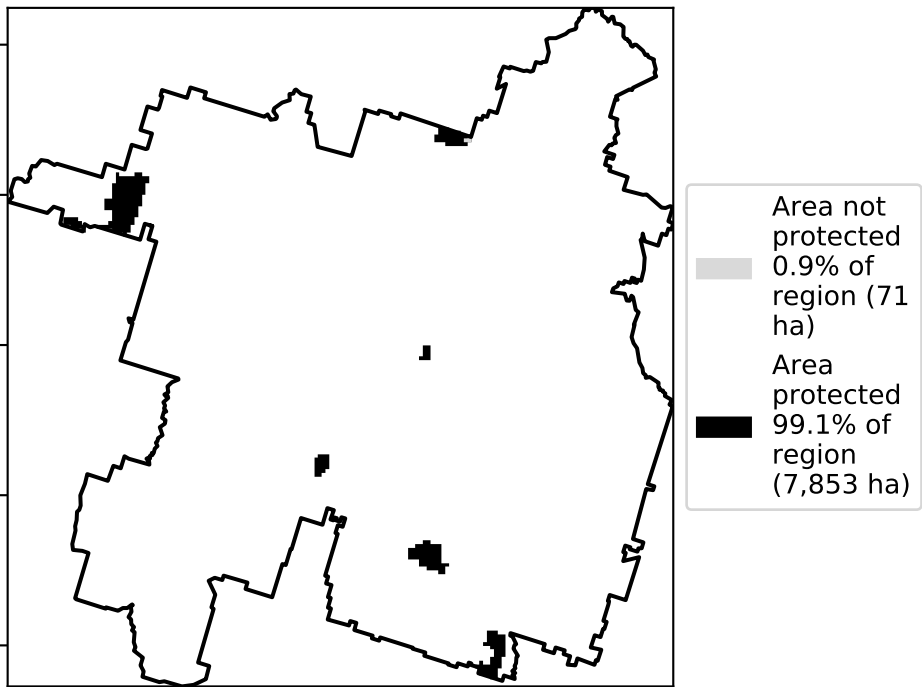 Area not
protected
0.9% of
region (71
ha)
Area
protected
99.1% of
region
(7,853 ha)